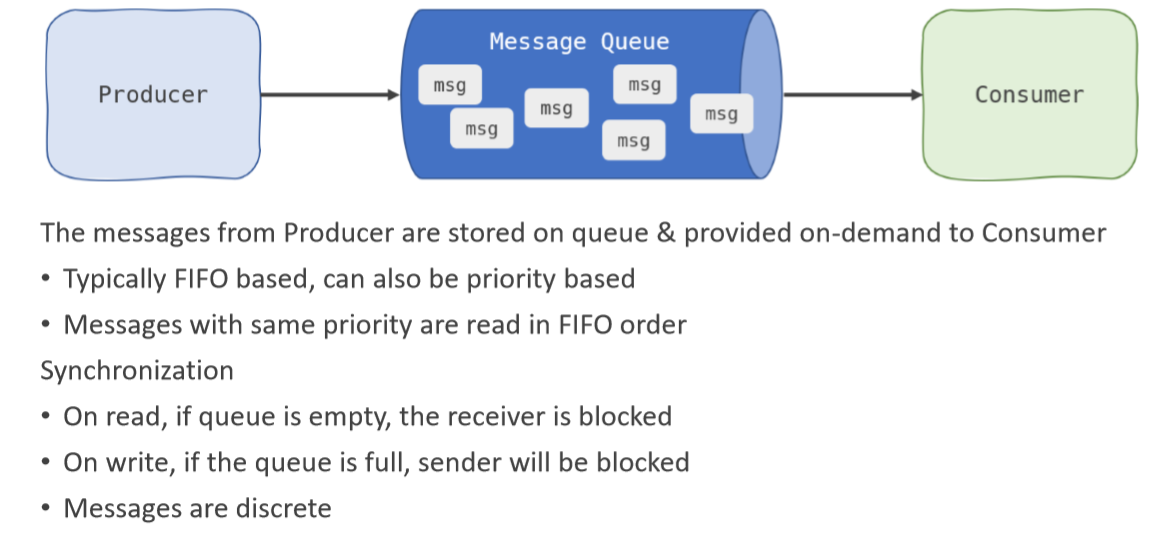 Producer
Message Queue
msg
msg
msg
msg
msg
msg
Consumer
The messages from Producer are stored on queue & provided on-demand to Consumer
• Typically FIFO based, can also be priority based
• Messages with same priority are read in FIFO order
Synchronization
• On read, if queue is empty, the receiver is blocked
• On write, if the queue is full, sender will be blocked
• Messages are discrete